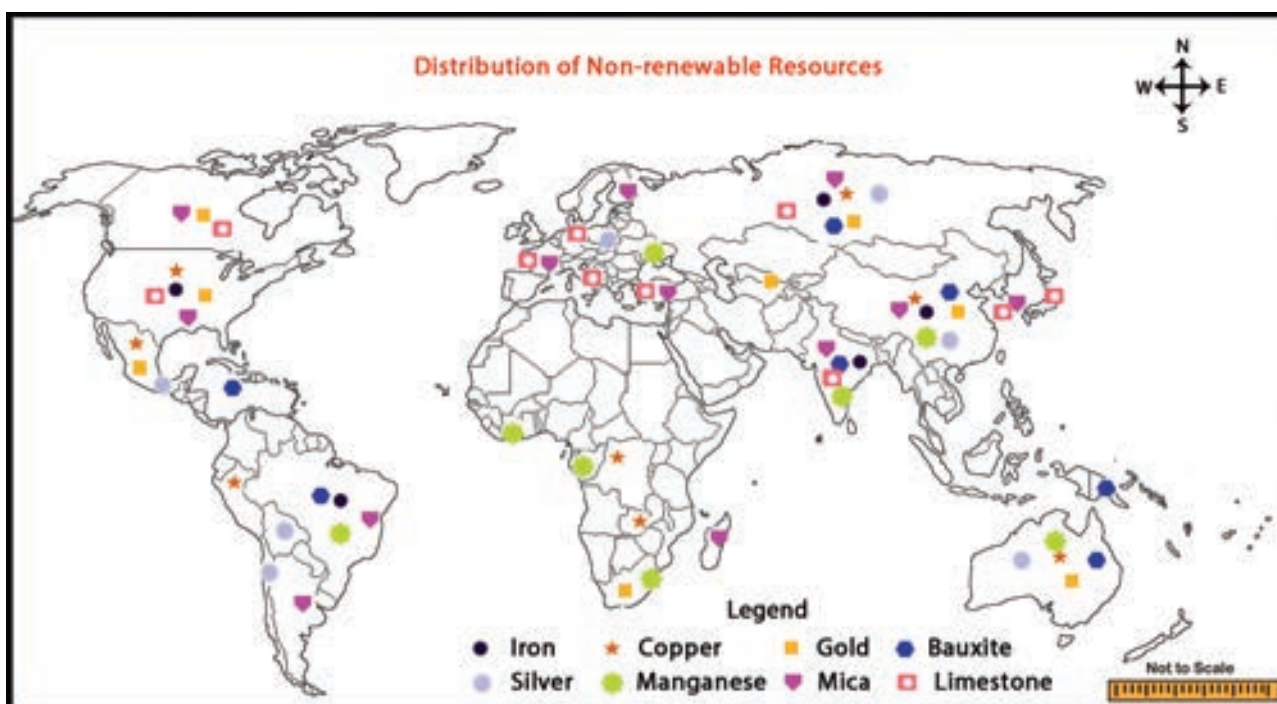 Distribution of Non-renewable Resources
N
W E
S
Legend
Iron Copper Gold Bauxite
Silver Manganese Mica Limestone
Not to Scale